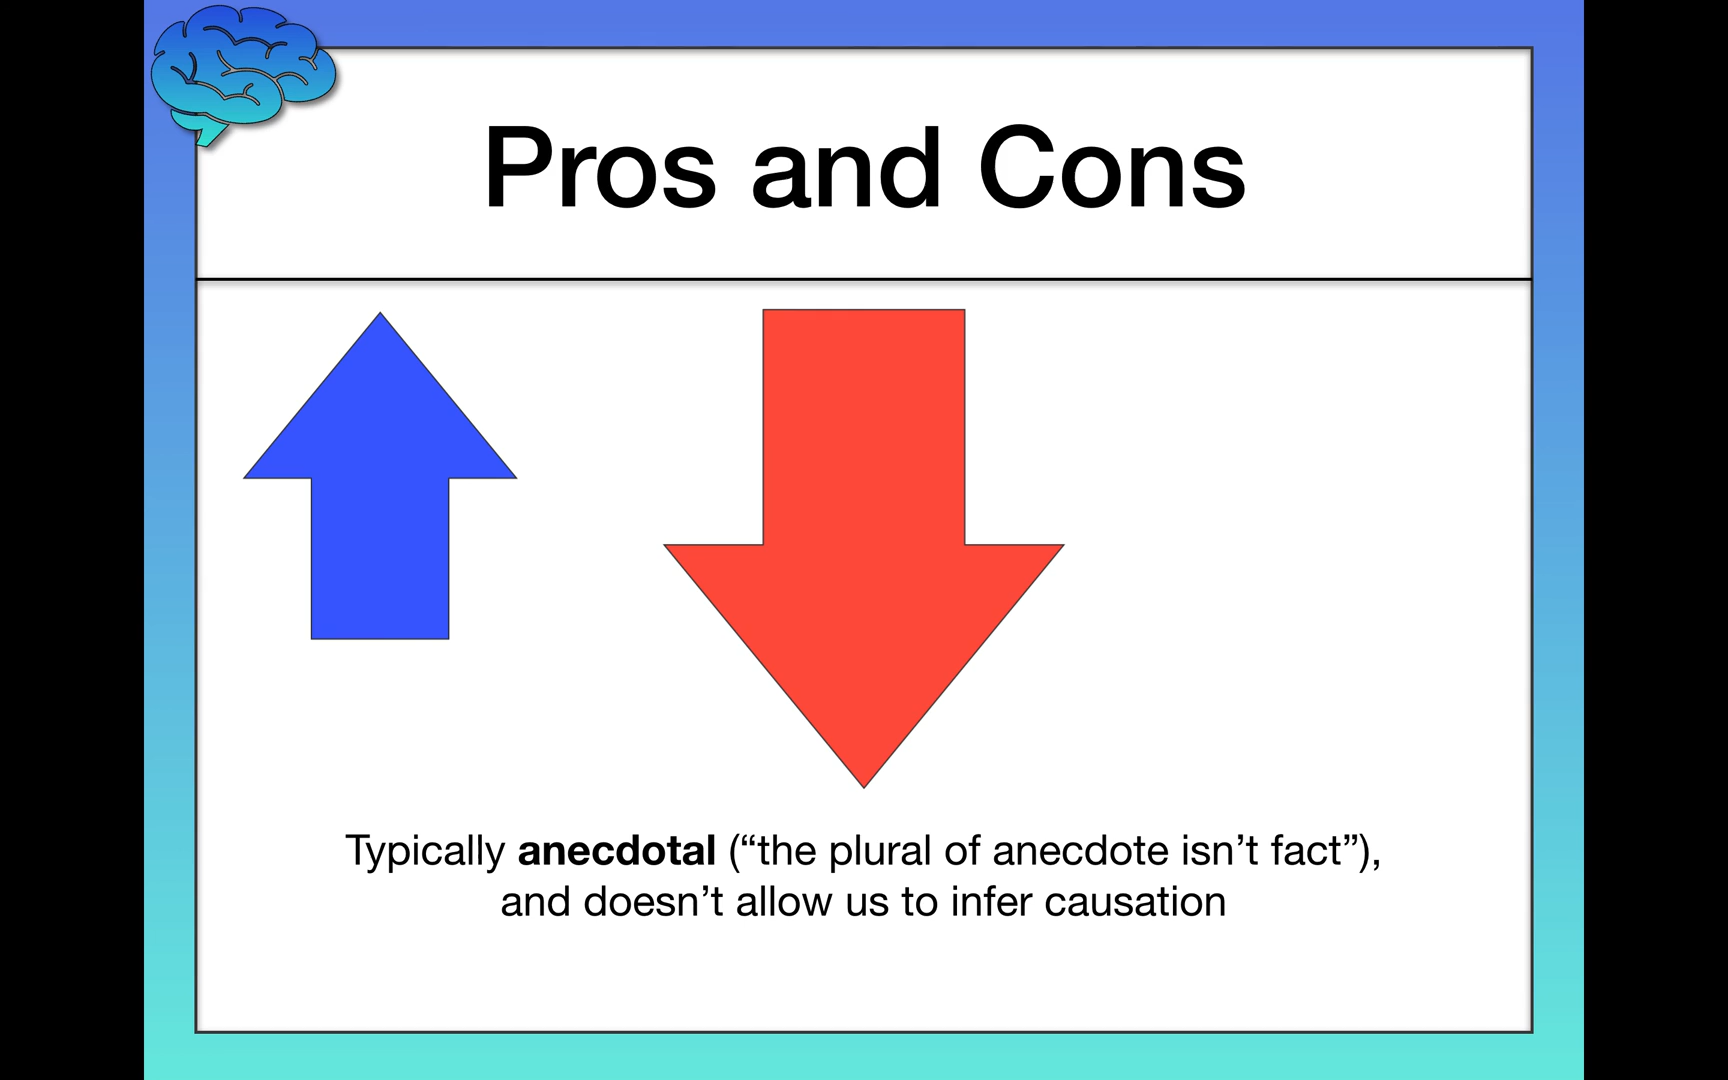 Pros and Cons
Typically anecdotal (“the plural of anecdote isn’t fact”),
and doesn’t allow us to infer causation